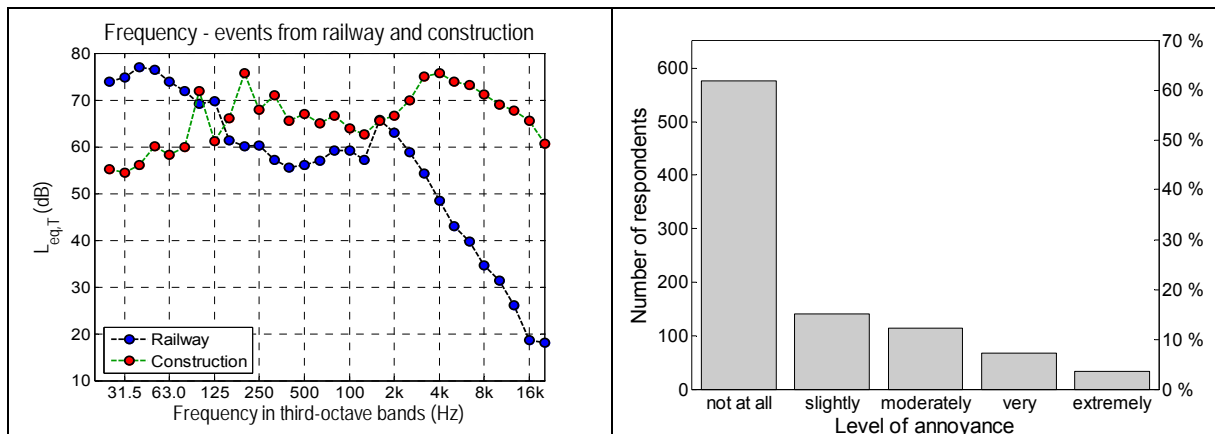 Frequency - events from railway and construction
80
70
60
50
40
30
20
10
L_eq,T (dB)
Railway
Construction
31.5 63.0 125 250 500 100 2k 4k 8k 16k
Frequency in third-octave bands (Hz)
600
500
400
300
200
100
0
Number of respondents
70 %
60 %
50 %
40 %
30 %
20 %
10 %
0 %
not at all slightly moderately very extremely
Level of annoyance